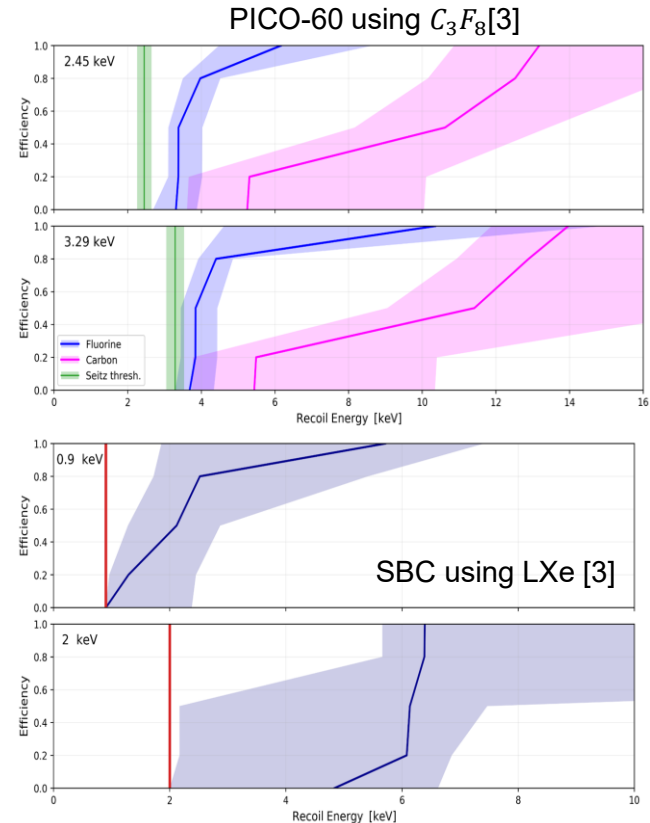 PICO-60 using C₃F₈[3]
1.0
0.8
0.6
0.4
0.2
0.0
Efficiency
2.45 keV
1.0
0.8
0.6
0.4
0.2
0.0
Efficiency
3.29 keV
Fluorine
Carbon
Seitz thresh.
0 2 4 6 8 10 12 14 16
Recoil Energy [keV]
1.0
0.8
0.6
0.4
0.2
0.0
Efficiency
0.9 keV
SBC using LXe [3]
1.0
0.8
0.6
0.4
0.2
0.0
Efficiency
2 keV
0 2 4 6 8 10
Recoil Energy [keV]